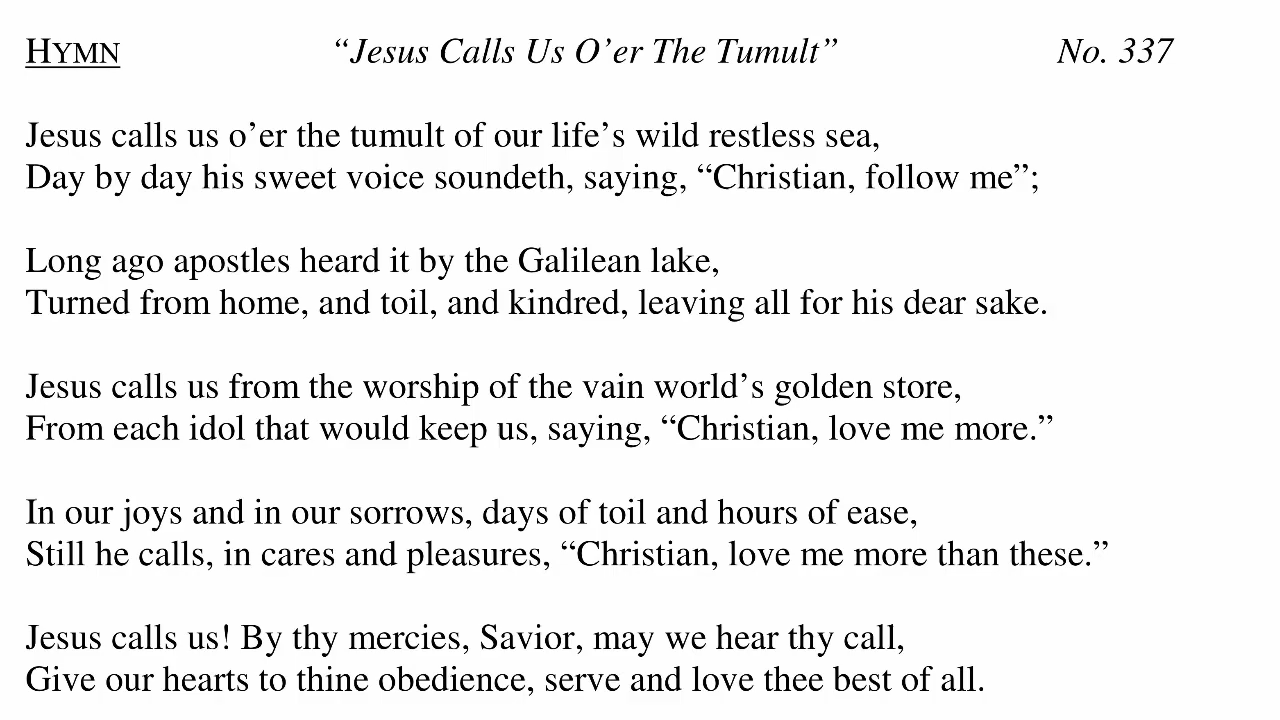 HYMN “Jesus Calls Us O’er The Tumult” No. 337
Jesus calls us o’er the tumult of our life’s wild restless sea,
Day by day his sweet voice soundeth, saying, “Christian, follow me”;
Long ago apostles heard it by the Galilean lake,
Turned from home, and toil, and kindred, leaving all for his dear sake.
Jesus calls us from the worship of the vain world’s golden store,
From each idol that would keep us, saying, “Christian, love me more.”
In our joys and in our sorrows, days of toil and hours of ease,
Still he calls, in cares and pleasures, “Christian, love me more than these.”
Jesus calls us! By thy mercies, Savior, may we hear thy call,
Give our hearts to thine obedience, serve and love thee best of all.